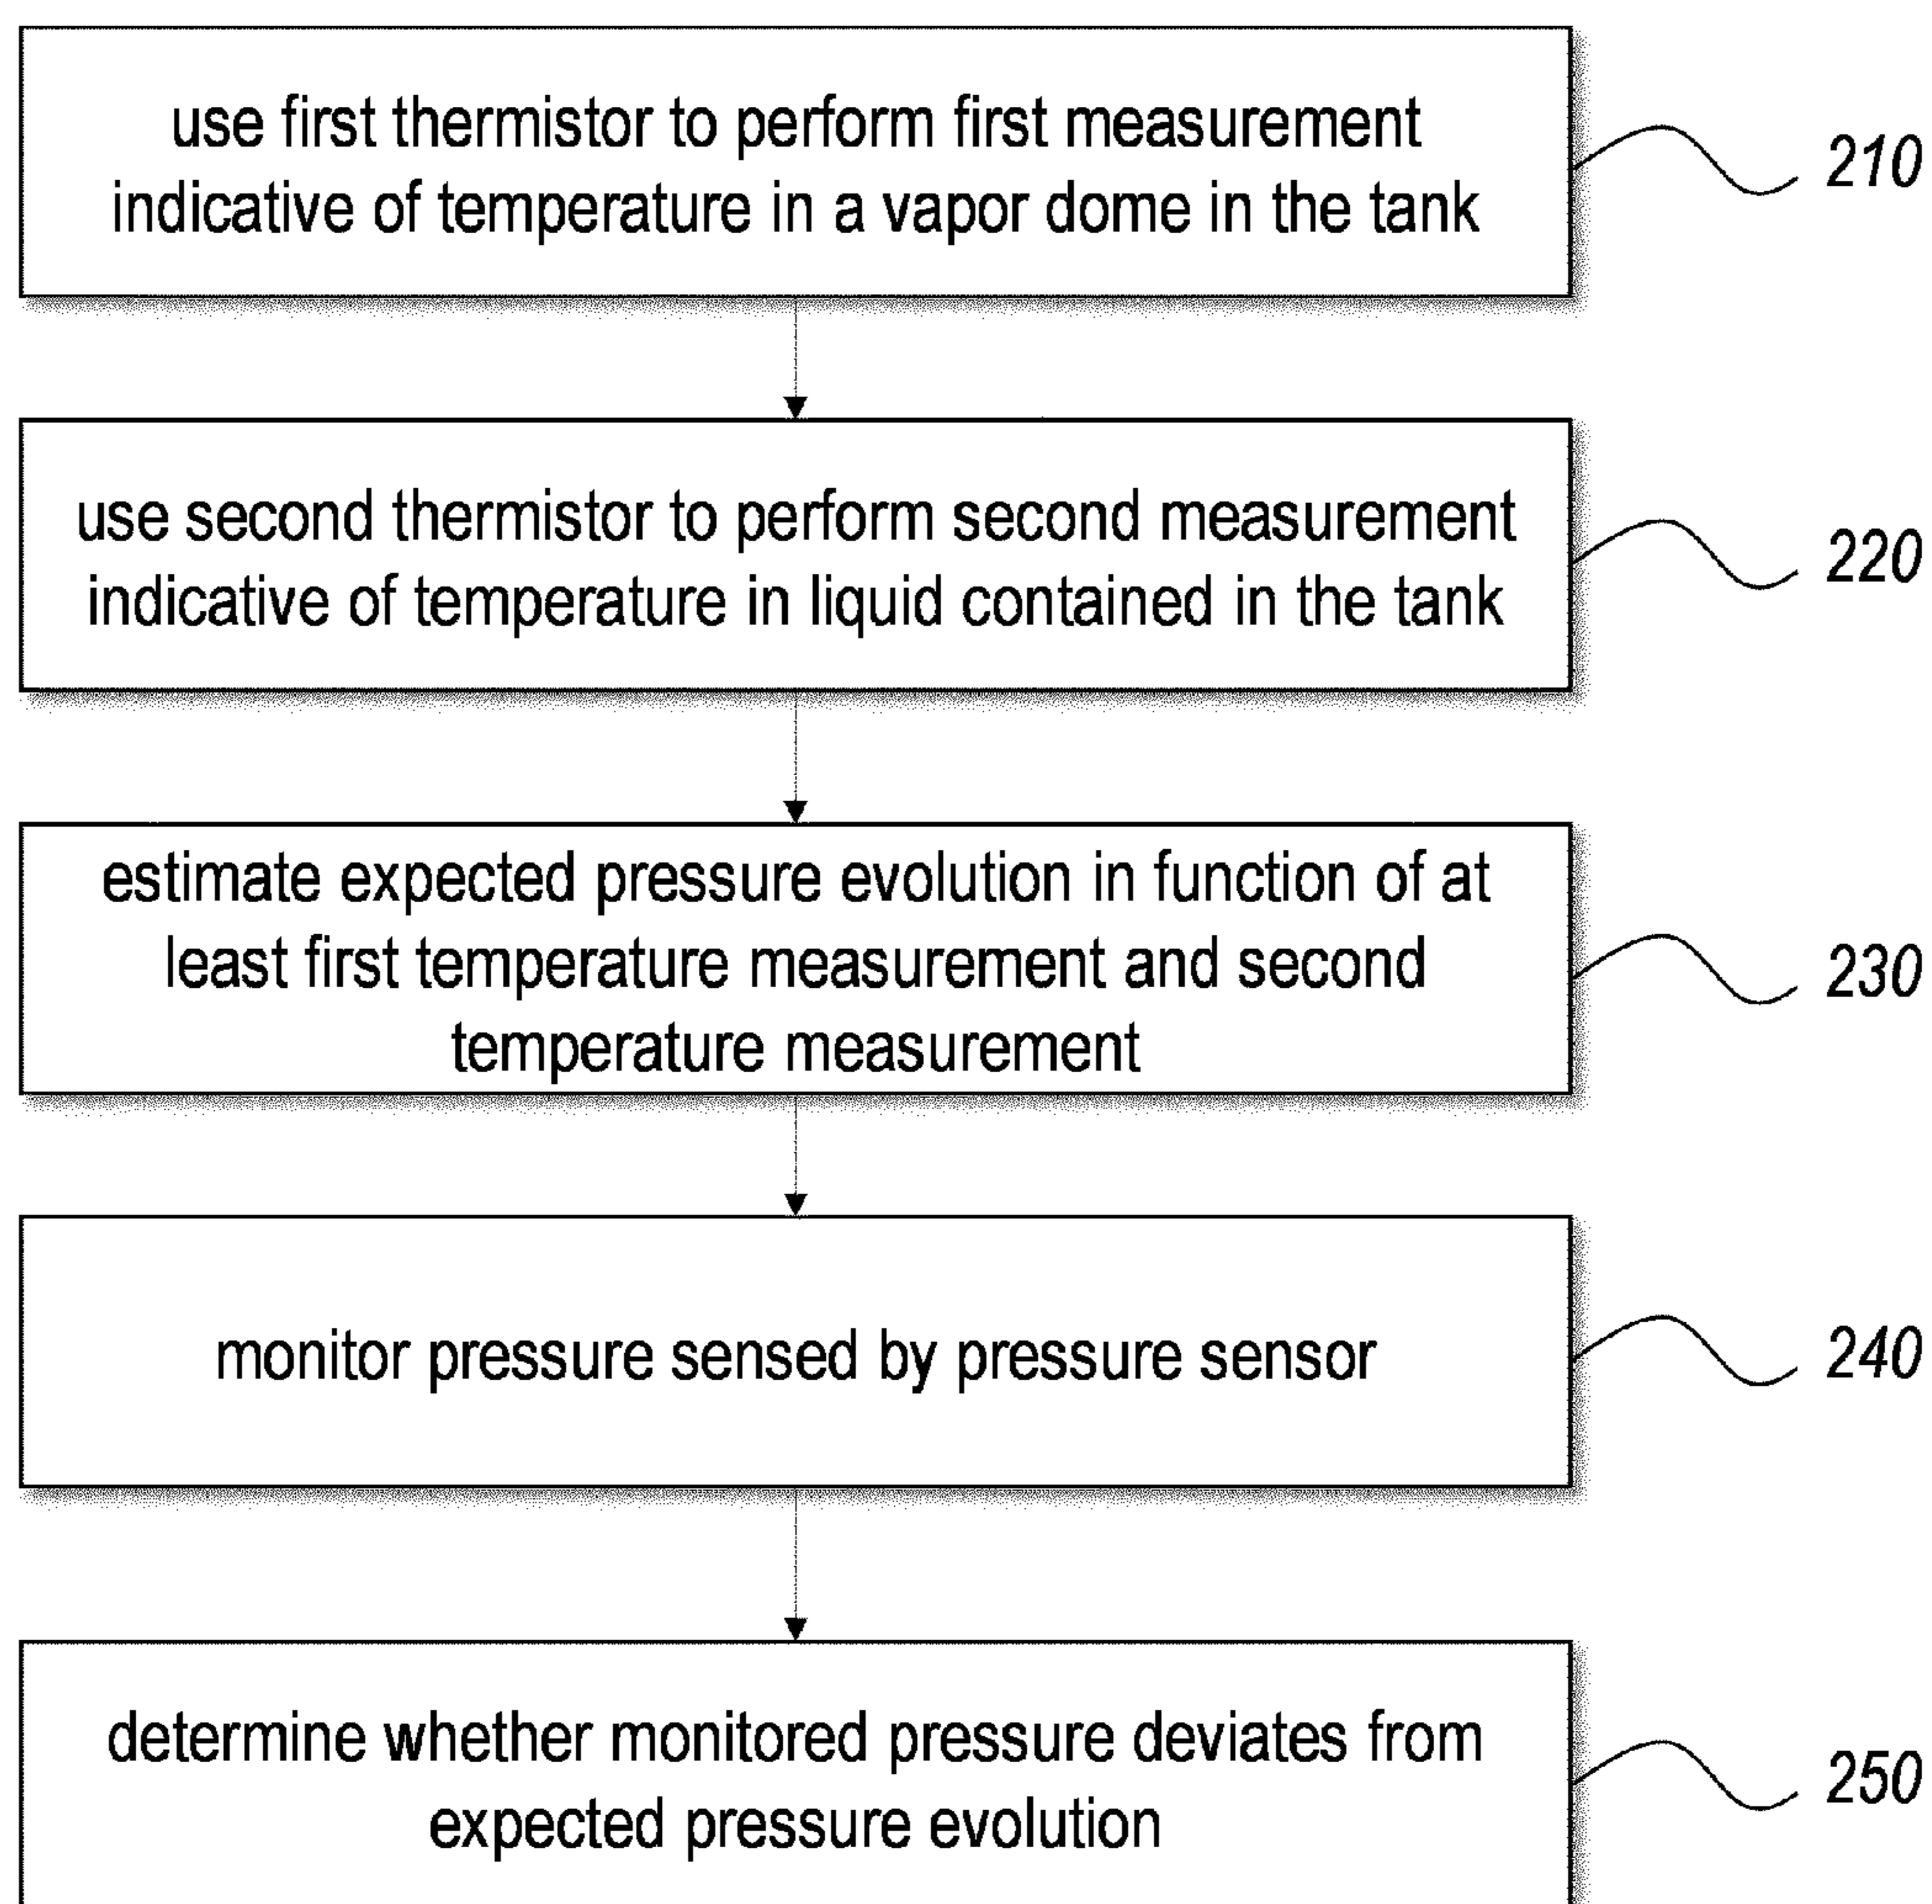 use first thermistor to perform first measurement
indicative of temperature in a vapor dome in the tank
210
use second thermistor to perform second measurement
indicative of temperature in liquid contained in the tank
220
estimate expected pressure evolution in function of at
least first temperature measurement and second
temperature measurement
230
monitor pressure sensed by pressure sensor
240
determine whether monitored pressure deviates from
expected pressure evolution
250